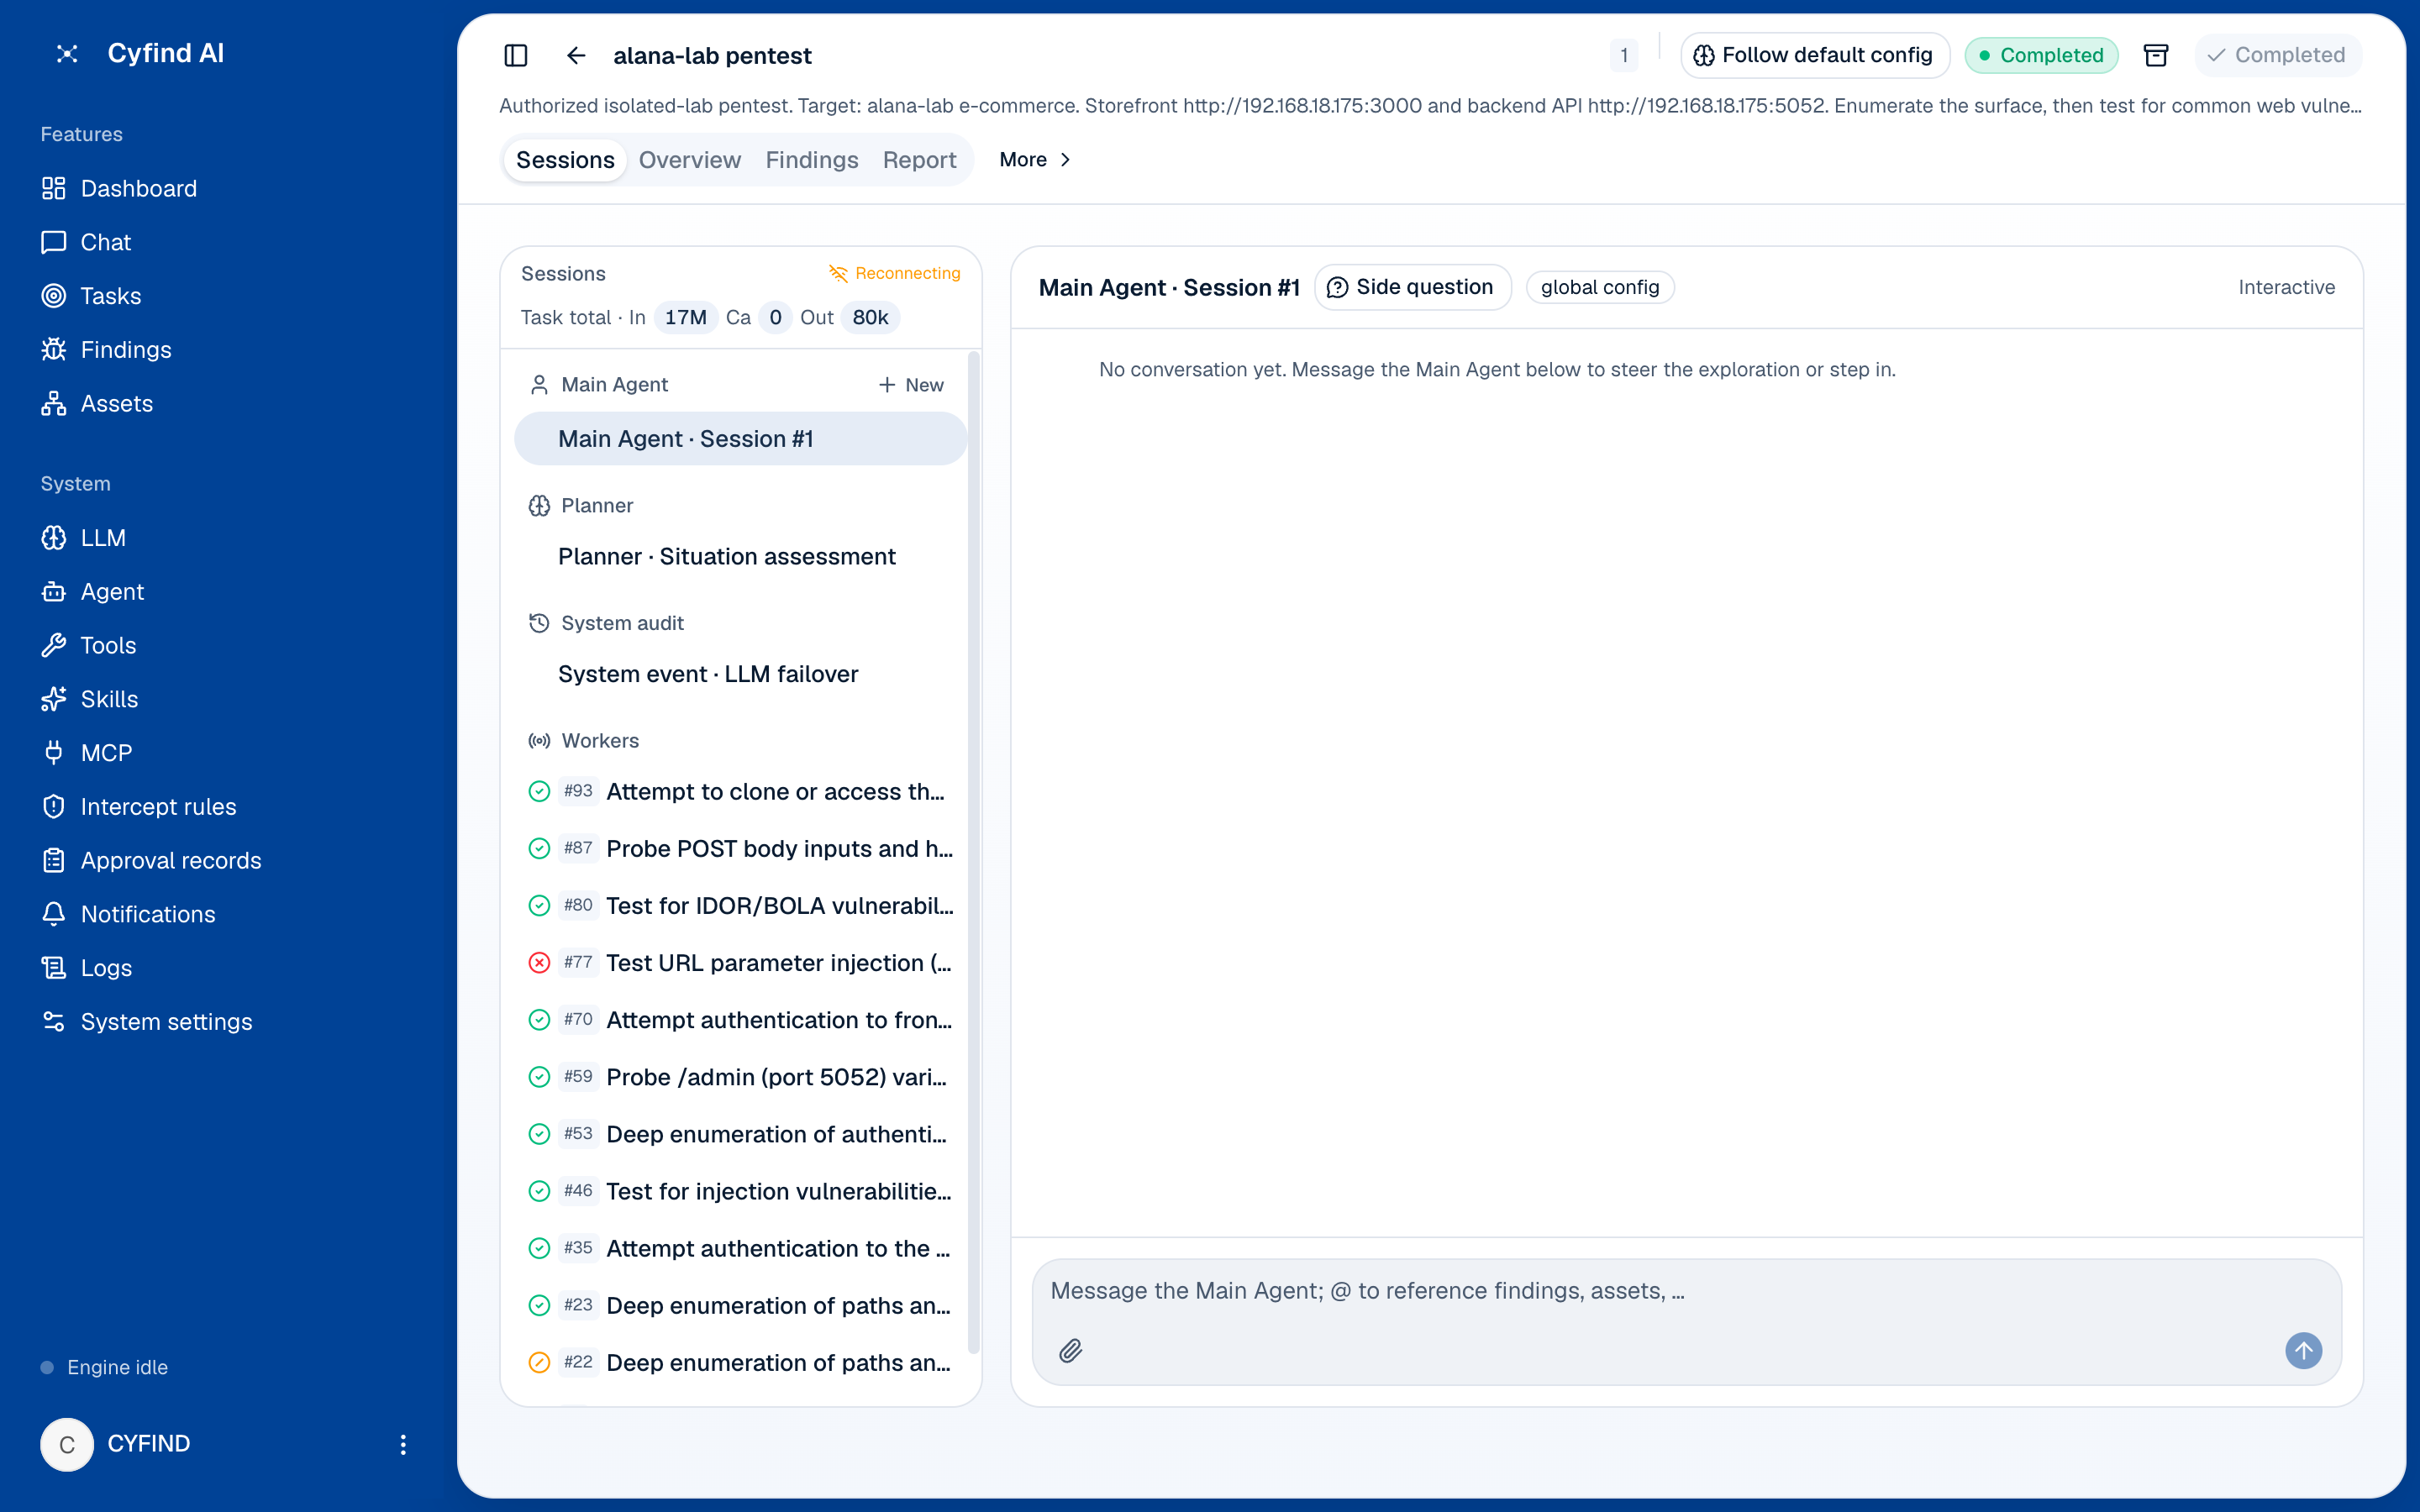 Cyfind AI
Features
Dashboard
Chat
Tasks
Findings
Assets
System
LLM
Agent
Tools
Skills
MCP
Intercept rules
Approval records
Notifications
Logs
System settings
Engine idle
C
CYFIND
alana-lab pentest
1
Follow default config
Completed
Completed
Authorized isolated-lab pentest. Target: alana-lab e-commerce. Storefront http://192.168.18.175:3000 and backend API http://192.168.18.175:5052. Enumerate the surface, then test for common web vulne...
Sessions
Overview
Findings
Report
More
Sessions
Reconnecting
Task total · In 17M Ca 0 Out 80k
Main Agent
New
Main Agent · Session #1
Planner
Planner · Situation assessment
System audit
System event · LLM failover
Workers
#93 Attempt to clone or access th...
#87 Probe POST body inputs and h...
#80 Test for IDOR/BOLA vulnerabil...
#77 Test URL parameter injection (...
#70 Attempt authentication to fron...
#59 Probe /admin (port 5052) vari...
#53 Deep enumeration of authenti...
#46 Test for injection vulnerabilitie...
#35 Attempt authentication to the ...
#23 Deep enumeration of paths an...
#22 Deep enumeration of paths an...
Main Agent · Session #1
Side question
global config
Interactive
No conversation yet. Message the Main Agent below to steer the exploration or step in.
Message the Main Agent; @ to reference findings, assets, ...